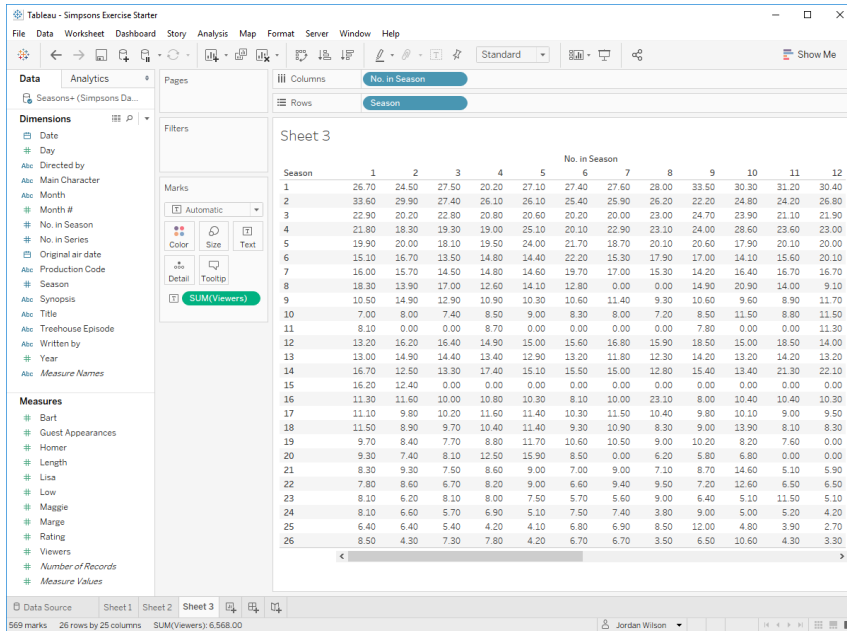 Tableau - Simpsons Exercise Starter
File Data Worksheet Dashboard Story Analysis Map Format Server Window Help
Standard
Show Me
Data Analytics
Seasons+ (Simpsons Da...
Dimensions
Date
# Day
Abc Directed by
Abc Main Character
Abc Month
# Month #
# No. in Season
# No. in Series
Original air date
Abc Production Code
# Season
Abc Synopsis
Abc Title
Abc Treehouse Episode
Abc Written by
# Year
Abc Measure Names
Measures
# Bart
# Guest Appearances
# Homer
# Length
# Lisa
# Low
# Maggie
# Marge
# Rating
# Viewers
# Number of Records
# Measure Values
Pages
Filters
Marks
T Automatic
Color Size Text
Detail Tooltip
T SUM(Viewers)
Columns No. in Season
Rows Season
Sheet 3
No. in Season
Season 1 2 3 4 5 6 7 8 9 10 11 12
1 26.70 24.50 27.50 20.20 27.10 27.40 27.60 28.00 33.50 30.30 31.20 30.40
2 33.60 29.90 27.40 26.10 26.10 25.40 25.90 26.20 22.20 24.80 24.20 26.80
3 22.90 20.20 22.80 20.80 20.60 20.20 20.00 23.00 24.70 23.90 21.10 21.90
4 21.80 18.30 19.30 19.00 25.10 20.10 22.90 23.10 24.00 28.60 23.60 23.00
5 19.90 20.00 18.10 19.50 24.00 21.70 18.70 20.10 20.60 17.90 20.10 20.00
6 15.10 16.70 13.50 14.80 14.40 22.20 15.30 17.90 17.00 14.10 15.60 20.10
7 16.00 15.70 14.50 14.80 14.60 19.70 17.00 15.30 14.20 16.40 16.70 16.70
8 18.30 13.90 17.00 12.60 14.10 12.80 0.00 0.00 14.90 20.90 14.00 9.10
9 10.50 14.90 12.90 10.90 10.30 10.60 11.40 9.30 10.60 9.60 8.90 11.70
10 7.00 8.00 7.40 8.50 9.00 8.30 8.00 7.20 8.50 11.50 8.80 11.50
11 8.10 0.00 0.00 8.70 0.00 0.00 0.00 0.00 7.80 0.00 0.00 11.30
12 13.20 16.20 16.40 14.90 15.00 15.60 16.80 15.90 18.50 15.00 18.50 14.00
13 13.00 14.90 14.40 13.40 12.90 13.20 11.80 12.30 14.20 13.20 14.20 13.20
14 16.70 12.50 13.30 17.40 15.10 15.50 15.00 12.80 15.40 13.40 21.30 22.10
15 16.20 12.40 0.00 0.00 0.00 0.00 0.00 0.00 0.00 0.00 0.00 0.00
16 11.30 11.60 10.00 10.80 10.30 8.10 10.00 23.10 8.00 10.40 10.40 10.30
17 11.10 9.80 10.20 11.60 11.40 10.30 11.50 10.40 9.80 10.10 9.00 9.50
18 11.50 8.90 9.70 10.40 11.40 9.30 10.90 8.30 9.00 13.90 8.10 8.30
19 9.70 8.40 7.70 8.80 11.70 10.60 10.50 9.00 10.20 8.20 7.60 0.00
20 9.30 7.40 8.10 12.50 15.90 8.50 0.00 6.20 5.80 6.80 0.00 0.00
21 8.30 9.30 7.50 8.60 9.00 7.00 9.00 7.10 8.70 14.60 5.10 5.90
22 7.80 8.60 6.70 8.20 9.00 6.60 9.40 9.50 7.20 12.60 6.50 6.50
23 8.10 6.20 8.10 8.00 7.50 5.70 5.60 9.00 6.40 5.10 11.50 5.10
24 8.10 6.60 5.70 6.90 5.10 7.50 7.40 3.80 9.00 5.00 5.20 4.20
25 6.40 6.40 5.40 4.20 4.10 6.80 6.90 8.50 12.00 4.80 3.90 2.70
26 8.50 4.30 7.30 7.80 4.20 6.70 6.70 3.50 6.50 10.60 4.30 3.30
Data Source Sheet 1 Sheet 2 Sheet 3
569 marks 26 rows by 25 columns SUM(Viewers): 6,568.00 Jordan Wilson